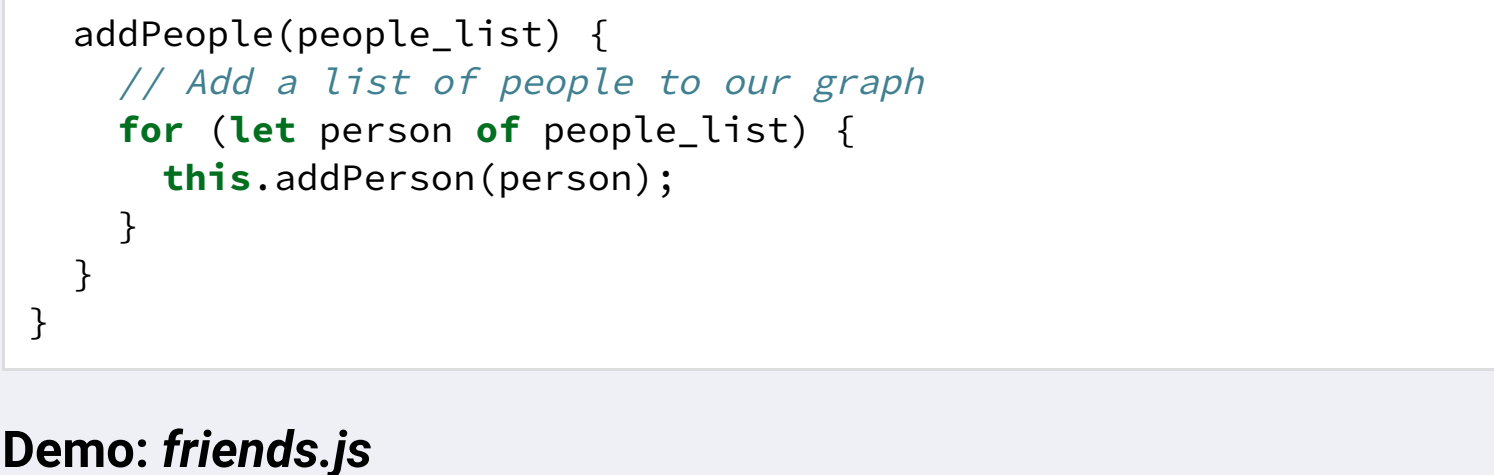 addPeople(people_list) {
// Add a list of people to our graph
for (let person of people_list) {
this.addPerson(person);
}
}
}
Demo: friends.js